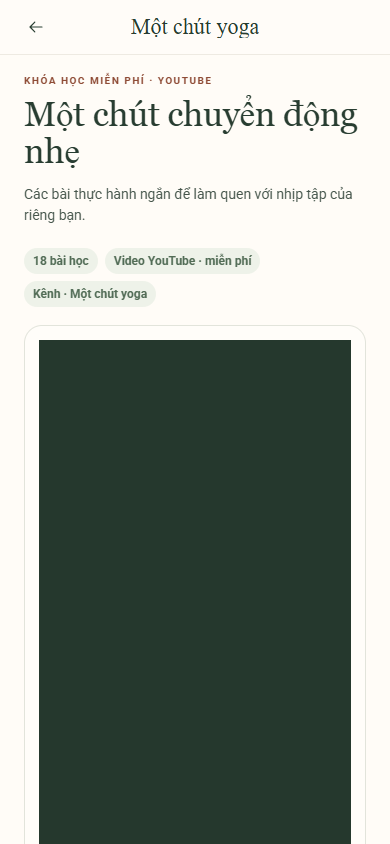 Một chút yoga
KHÓA HỌC MIỄN PHÍ · YOUTUBE
Một chút chuyển động
nhẹ
Các bài thực hành ngắn để làm quen với nhịp tập của
riêng bạn.
18 bài học
Video YouTube · miễn phí
Kênh · Một chút yoga